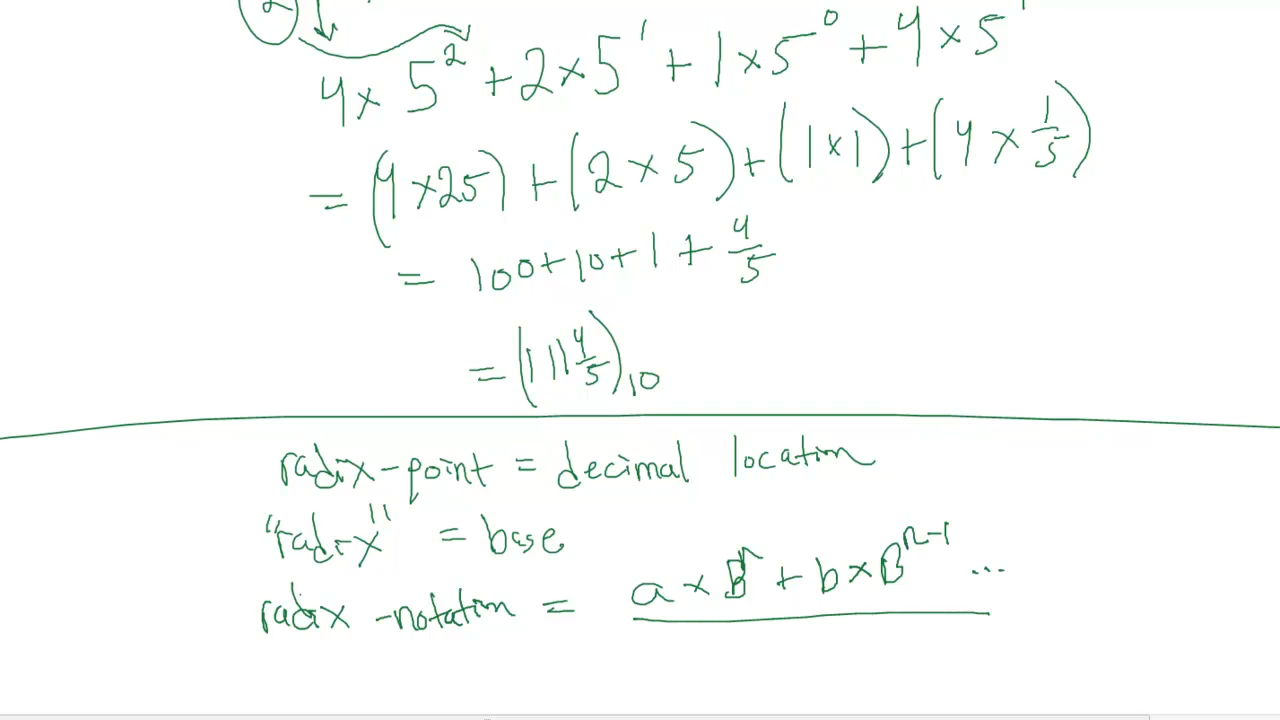 2
4 × 5² + 2 × 5¹ + 1 × 5⁰ + 4 × 5
= (4 × 25) + (2 × 5) + (1 × 1) + (4 × 1/5)
= 100 + 10 + 1 + 4/5
= (111 4/5)₁₀
radix-point = decimal location
"radix" = base
radix-notation = a × Bⁿ + b × Bⁿ⁻¹ ...